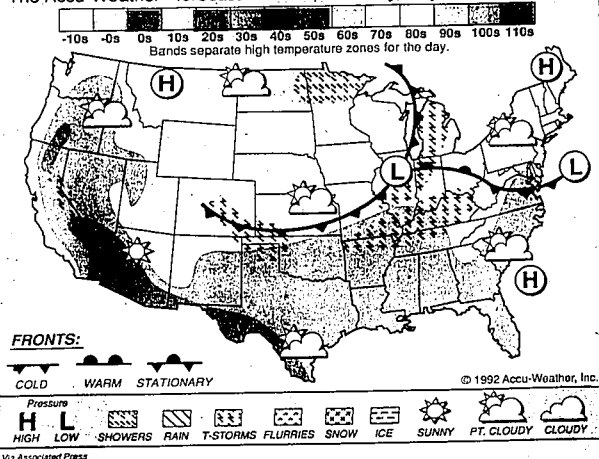 -10s -0s 0s 10s 20s 30s 40s 50s 60s 70s 80s 90s 100s 110s
Bands separate high temperature zones for the day.
H
H
L
L
H
FRONTS:
COLD WARM STATIONARY
© 1992 Accu-Weather, Inc.
Pressure
H L
HIGH LOW SHOWERS RAIN T-STORMS FLURRIES SNOW ICE SUNNY PT. CLOUDY CLOUDY
Via Associated Press